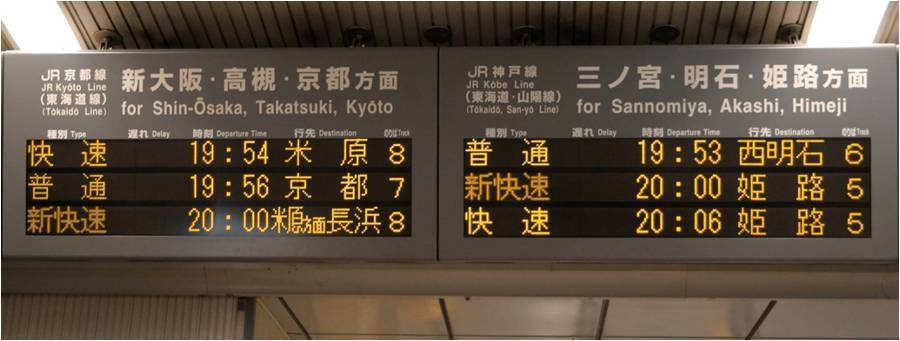 JR 京都線
JR Kyōto Line
(東海道線)
(Tōkaidō Line)
新大阪・高槻・京都方面
for Shin-Ōsaka, Takatsuki, Kyōto
種別 Type 遅れ Delay 時刻 Departure Time 行先 Destination のりば Track
快速 19:54 米原 8
普通 19:56 京都 7
新快速 20:00 米原方面長浜 8
JR 神戸線
JR Kōbe Line
(東海道・山陽線)
(Tōkaidō, San-yō Line)
三ノ宮・明石・姫路方面
for Sannomiya, Akashi, Himeji
種別 Type 遅れ Delay 時刻 Departure Time 行先 Destination のりば Track
普通 19:53 西明石 6
新快速 20:00 姫路 5
快速 20:06 姫路 5